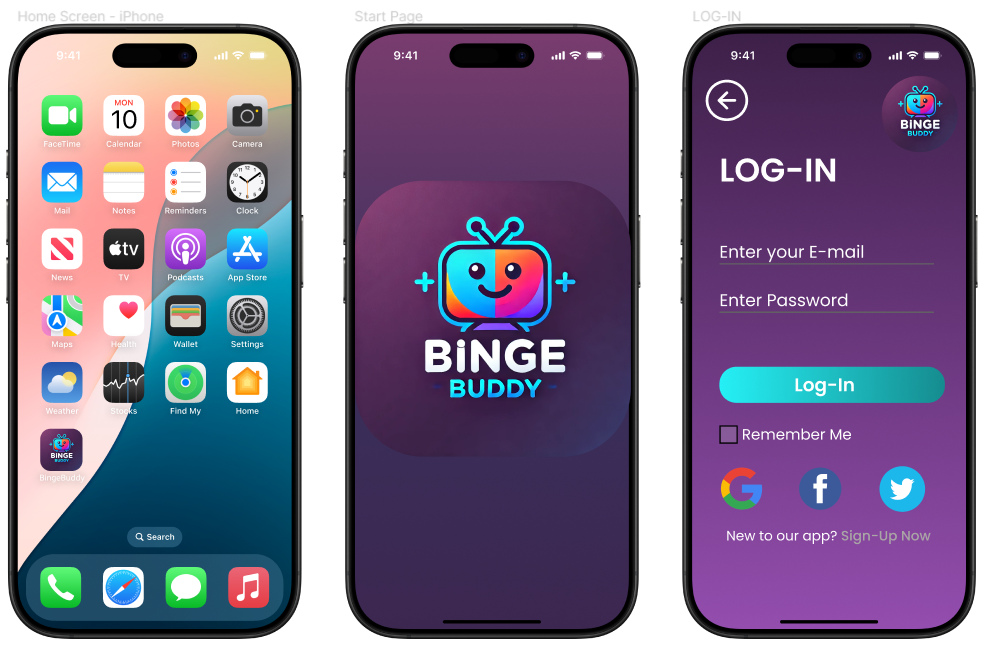 Home Screen - iPhone
9:41
MON
10
FaceTime
Calendar
Photos
Camera
Mail
Notes
Reminders
Clock
tv
News
TV
Podcasts
App Store
Maps
Health
Wallet
Settings
Weather
Stocks
Find My
Home
BiNGE
BUDDY
BingeBuddy
Search
Start Page
9:41
BiNGE
BUDDY
LOG-IN
9:41
BiNGE
BUDDY
LOG-IN
Enter your E-mail
Enter Password
Log-In
Remember Me
New to our app? Sign-Up Now